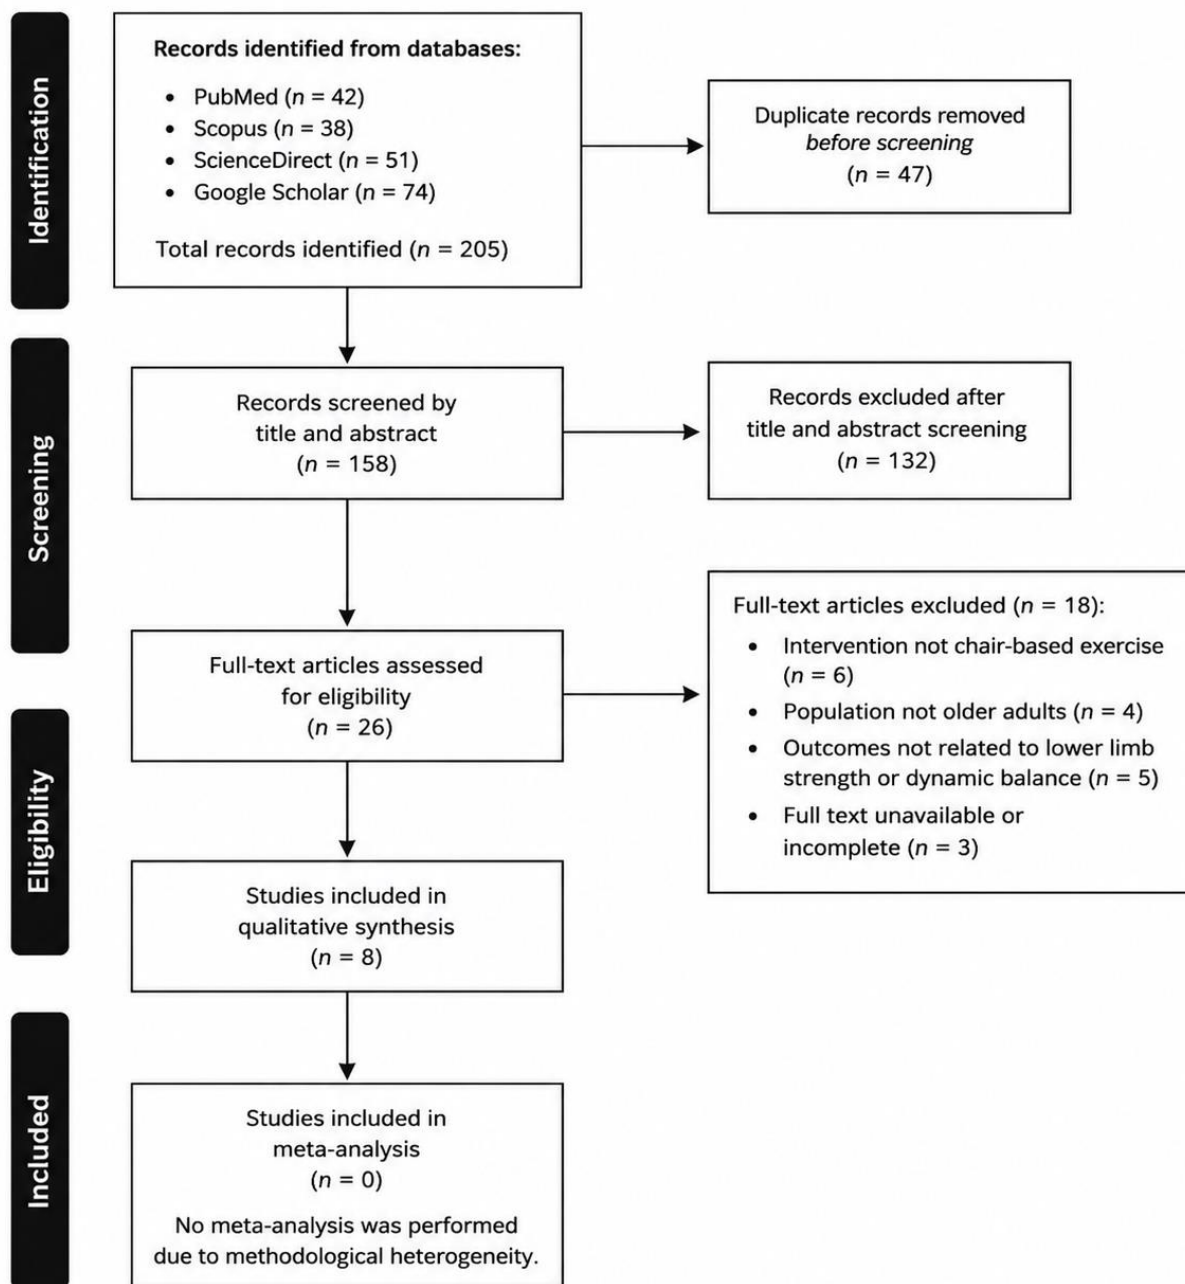 Identification
Records identified from databases:
• PubMed (n = 42)
• Scopus (n = 38)
• ScienceDirect (n = 51)
• Google Scholar (n = 74)
Total records identified (n = 205)
Duplicate records removed
before screening
(n = 47)
Screening
Records screened by
title and abstract
(n = 158)
Records excluded after
title and abstract screening
(n = 132)
Full-text articles assessed
for eligibility
(n = 26)
Full-text articles excluded (n = 18):
• Intervention not chair-based exercise
(n = 6)
• Population not older adults (n = 4)
• Outcomes not related to lower limb
strength or dynamic balance (n = 5)
• Full text unavailable or
incomplete (n = 3)
Eligibility
Studies included in
qualitative synthesis
(n = 8)
Included
Studies included in
meta-analysis
(n = 0)
No meta-analysis was performed
due to methodological heterogeneity.